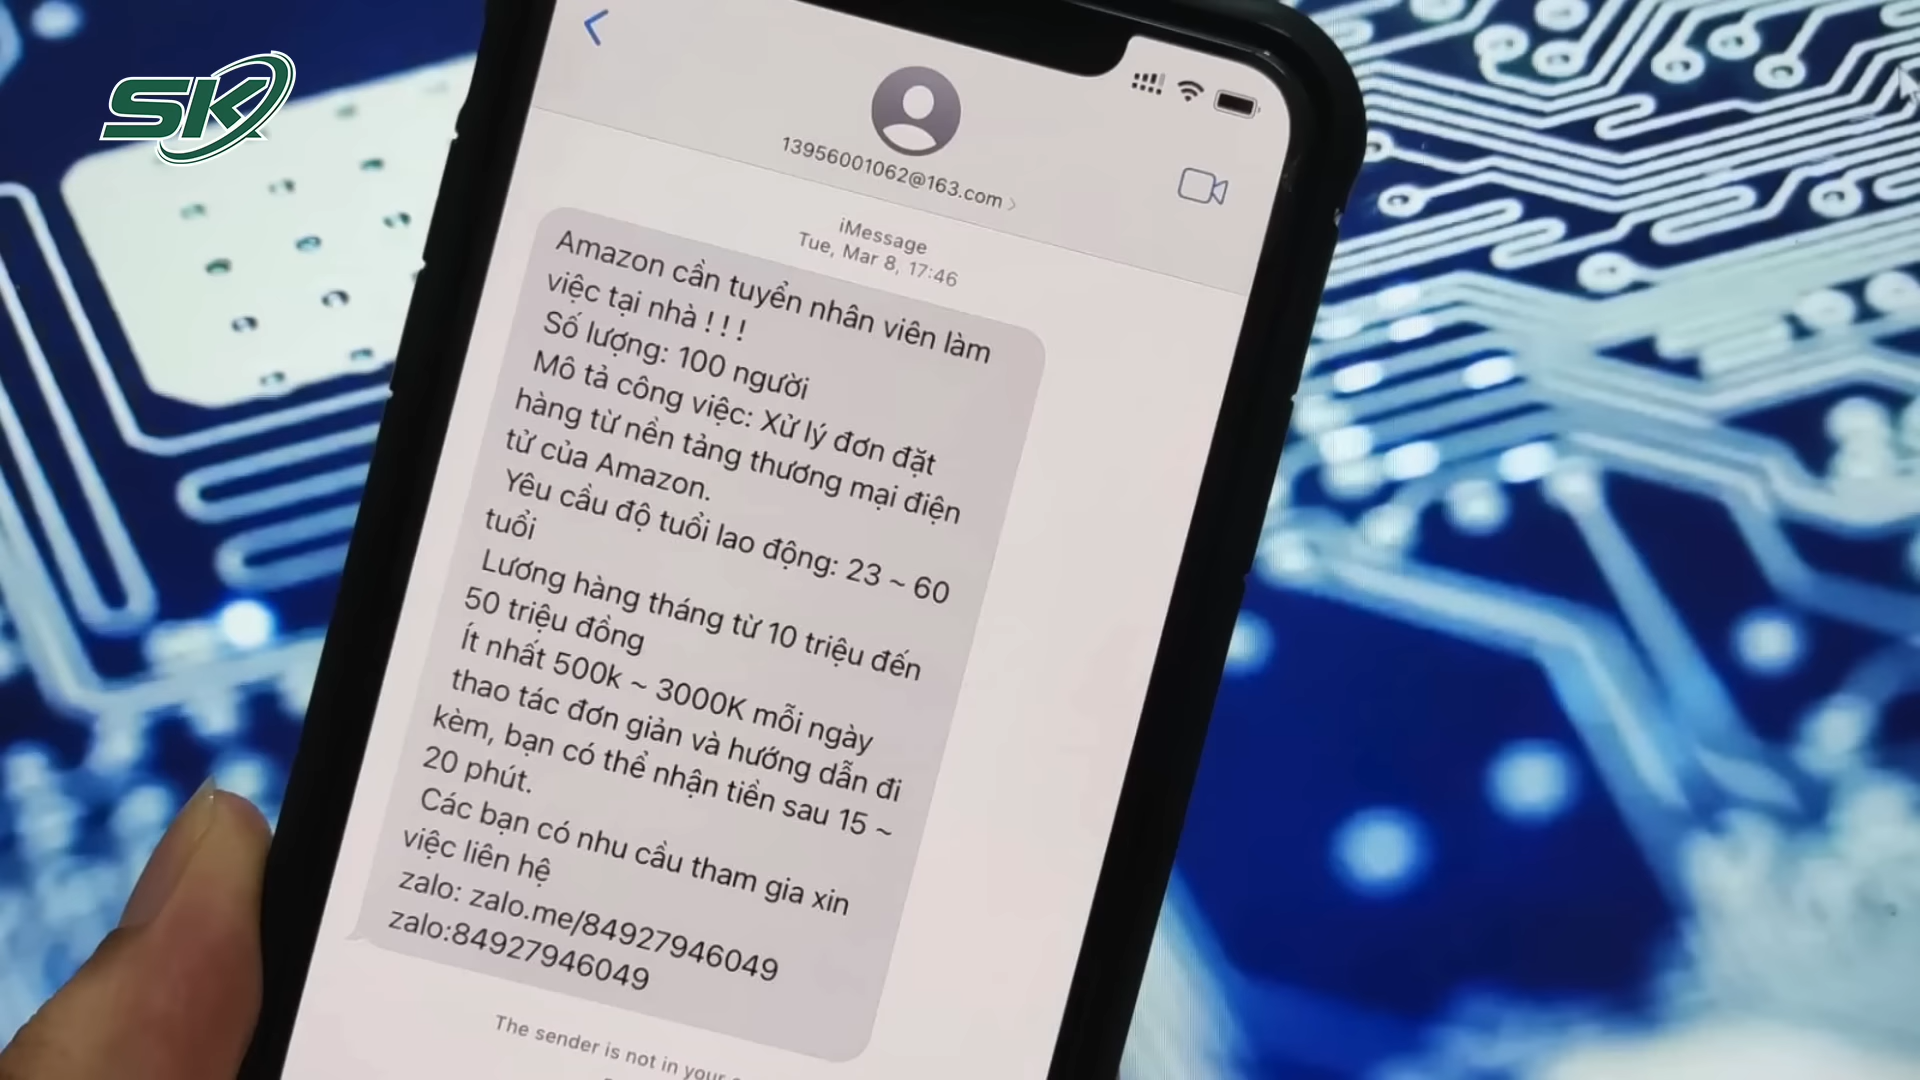 SK
13956001062@163.com
iMessage
Tue, Mar 8, 17:46
Amazon cần tuyển nhân viên làm
việc tại nhà ! ! !
Số lượng: 100 người
Mô tả công việc: Xử lý đơn đặt
hàng từ nền tảng thương mại điện
tử của Amazon.
Yêu cầu độ tuổi lao động: 23 ~ 60
tuổi
Lương hàng tháng từ 10 triệu đến
50 triệu đồng
Ít nhất 500k ~ 3000K mỗi ngày
thao tác đơn giản và hướng dẫn đi
kèm, bạn có thể nhận tiền sau 15 ~
20 phút.
Các bạn có nhu cầu tham gia xin
việc liên hệ
zalo: zalo.me/84927946049
zalo:84927946049
The sender is not in your